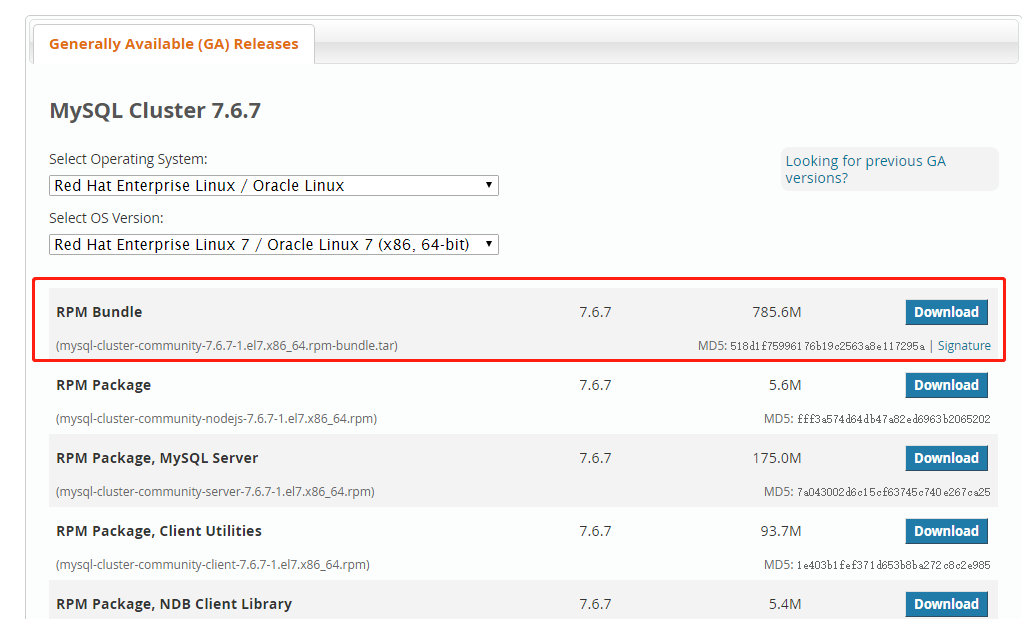 Generally Available (GA) Releases
MySQL Cluster 7.6.7
Select Operating System:
Looking for previous GA
versions?
Red Hat Enterprise Linux / Oracle Linux
Select OS Version:
Red Hat Enterprise Linux 7 / Oracle Linux 7 (x86, 64-bit)
RPM Bundle 7.6.7 785.6M Download
(mysql-cluster-community-7.6.7-1.el7.x86_64.rpm-bundle.tar) MD5: 518d1f75996176b19c2563a8e117295a | Signature
RPM Package 7.6.7 5.6M Download
(mysql-cluster-community-nodejs-7.6.7-1.el7.x86_64.rpm) MD5: fff3a574d64db47a82ed6963b2065202
RPM Package, MySQL Server 7.6.7 175.0M Download
(mysql-cluster-community-server-7.6.7-1.el7.x86_64.rpm) MD5: 7a043002d6c15cf63745c740e267ca25
RPM Package, Client Utilities 7.6.7 93.7M Download
(mysql-cluster-community-client-7.6.7-1.el7.x86_64.rpm) MD5: 1e403b1fef371d653b8ba272c8c2e985
RPM Package, NDB Client Library 7.6.7 5.4M Download